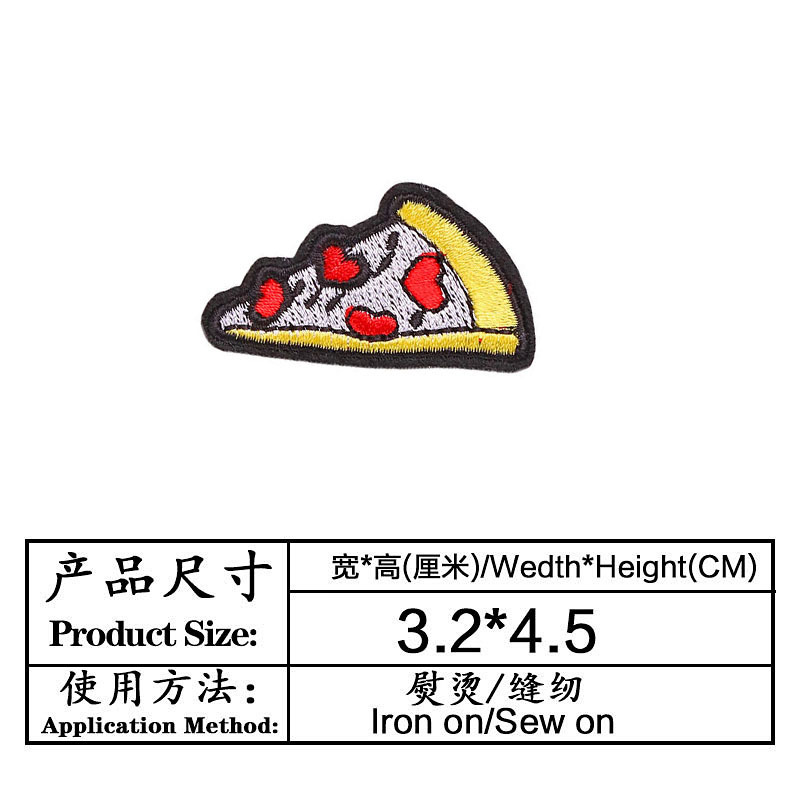 产品尺寸
Product Size:
宽*高(厘米)/Wedth*Height(CM)
3.2*4.5
使用方法：
Application Method:
熨烫/缝纫
Iron on/Sew on